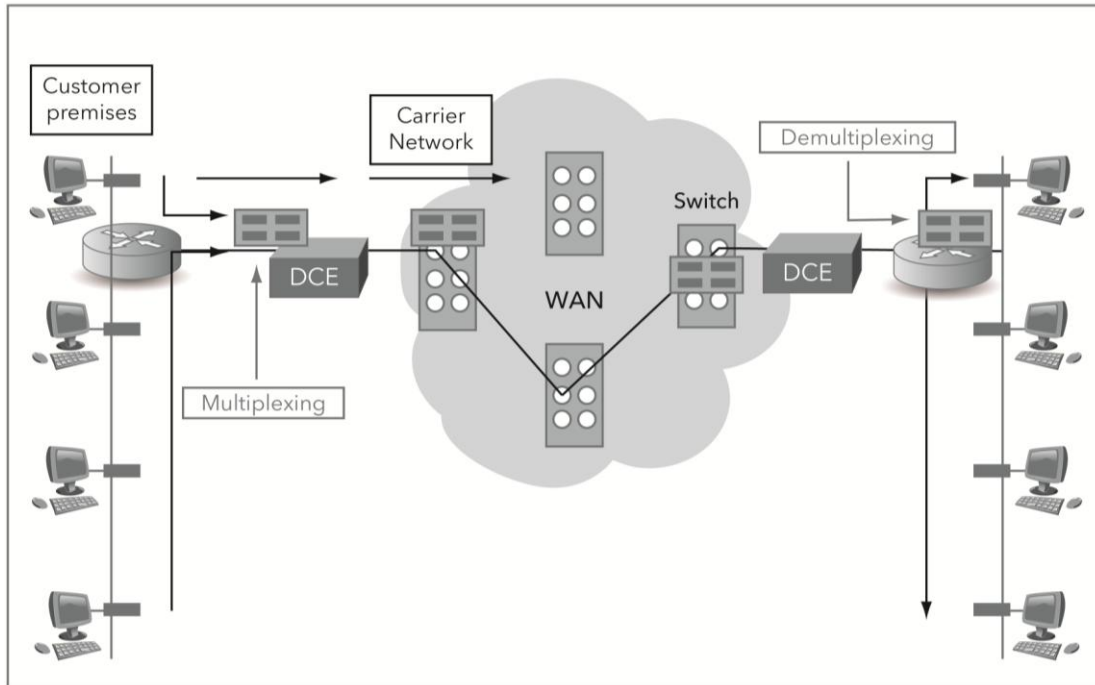 Customer
premises
Carrier
Network
Demultiplexing
Switch
DCE
DCE
WAN
Multiplexing